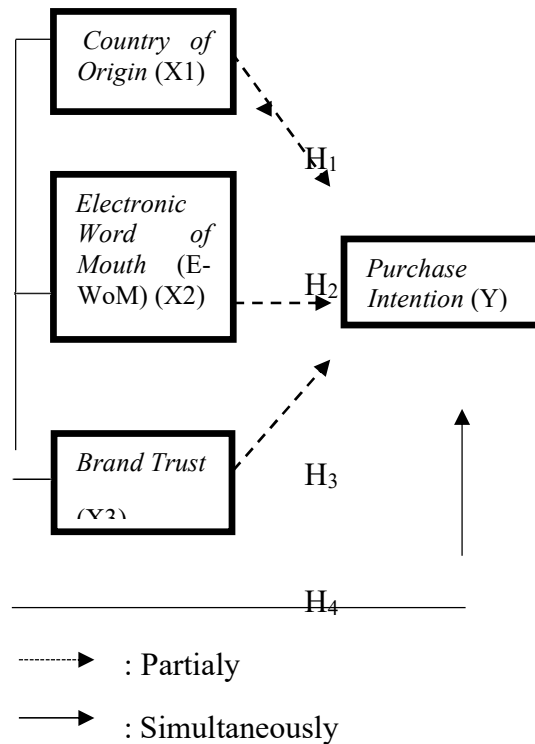 Country of
Origin (X1)
H1
Electronic
Word of
Mouth (E-
WoM) (X2)
H2
Purchase
Intention (Y)
Brand Trust
(X3)
H3
H4
: Partialy
: Simultaneously